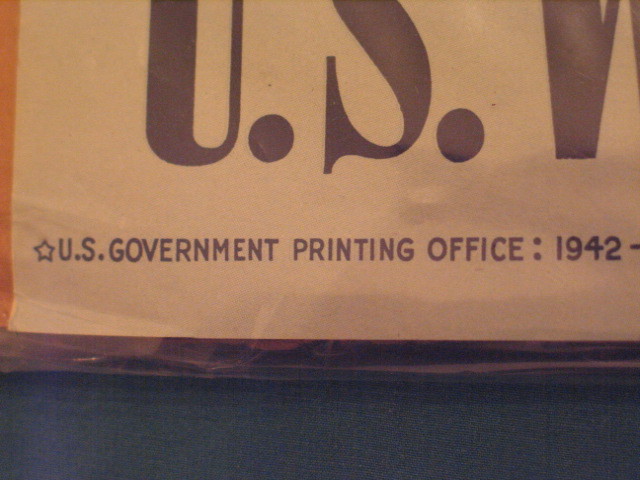 U.S. W
☆U.S. GOVERNMENT PRINTING OFFICE: 1942-